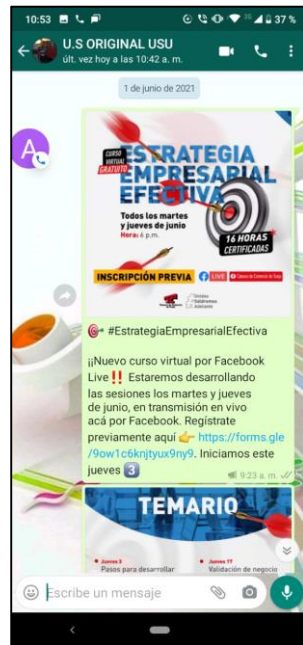 10:53
37 %
U.S ORIGINAL USU
últ. vez hoy a las 10:42 a. m.
1 de junio de 2021
A
CURSO
VIRTUAL
GRATUITO
ESTRATEGIA
EMPRESARIAL
EFECTIVA
Todos los martes
y jueves de junio
Hora: 6 p.m.
16 HORAS
CERTIFICADAS
INSCRIPCIÓN PREVIA
LIVE
#EstrategiaEmpresarialEfectiva
¡¡Nuevo curso virtual por Facebook
Live‼️ Estaremos desarrollando
las sesiones los martes y jueves
de junio, en transmisión en vivo
acá por Facebook. Regístrate
previamente aquí 👉 https://forms.gle
/9ow1c6knjtyux9ny9. Iniciamos este
jueves 3️⃣
9:23 a. m.
TEMARIO
Jueves 3
Pasos para desarrollar
Jueves 17
Validación de negocio
Escribe un mensaje